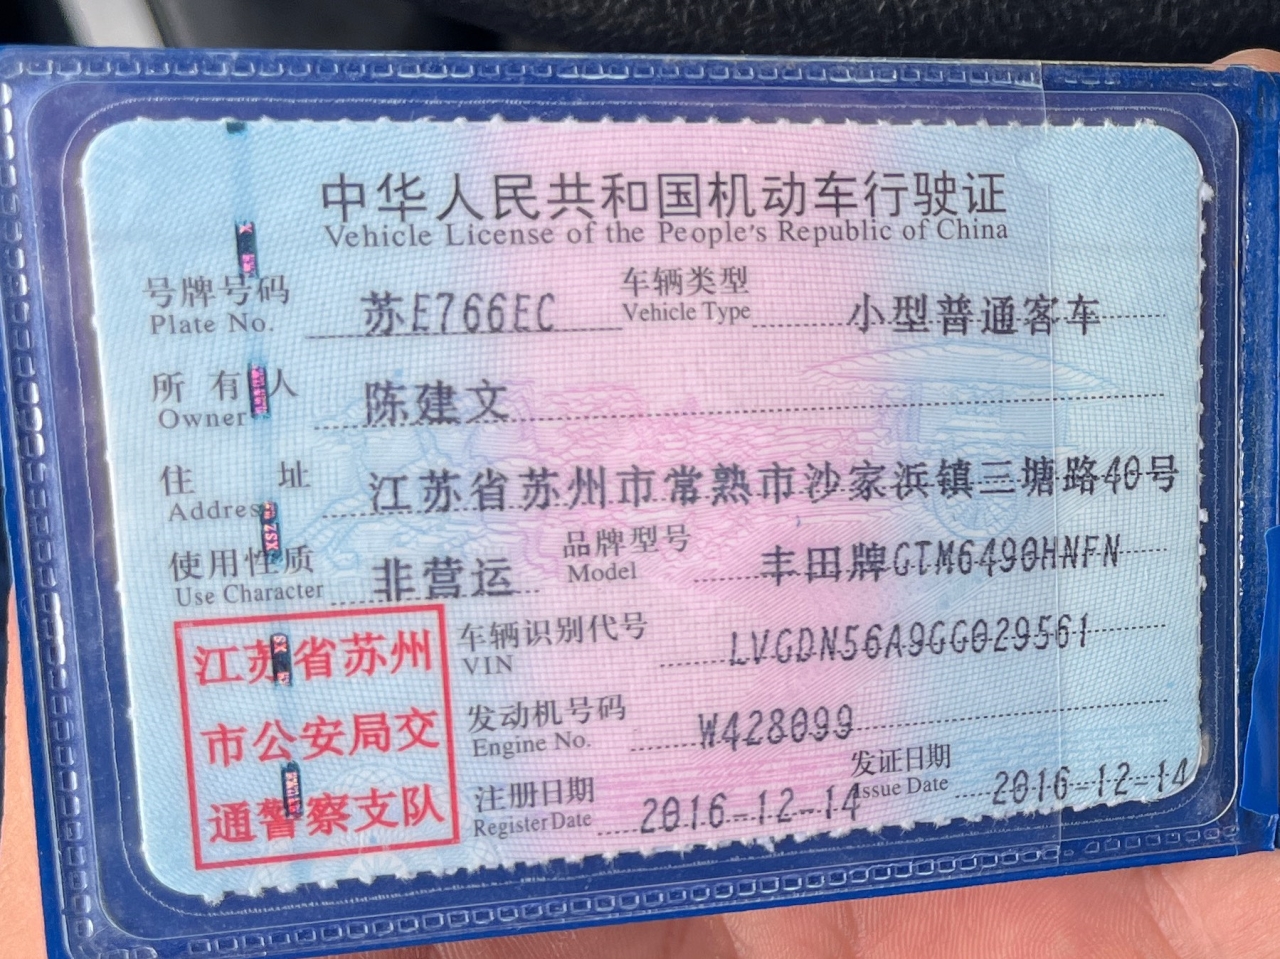 中华人民共和国机动车行驶证
Vehicle License of the People's Republic of China
号牌号码 苏E766EC 车辆类型 小型普通客车
Plate No. Vehicle Type
所有人 陈建文
Owner
住址 江苏省苏州市常熟市沙家浜镇三塘路40号
Address
使用性质 非营运 品牌型号 丰田牌GTM6490HNFN
Use Character Model
江苏省苏州
市公安局交
通警察支队
车辆识别代号 LVGDN56A9GG029561
VIN
发动机号码 W428099
Engine No.
注册日期 2016-12-14 发证日期 2016-12-14
Register Date Issue Date